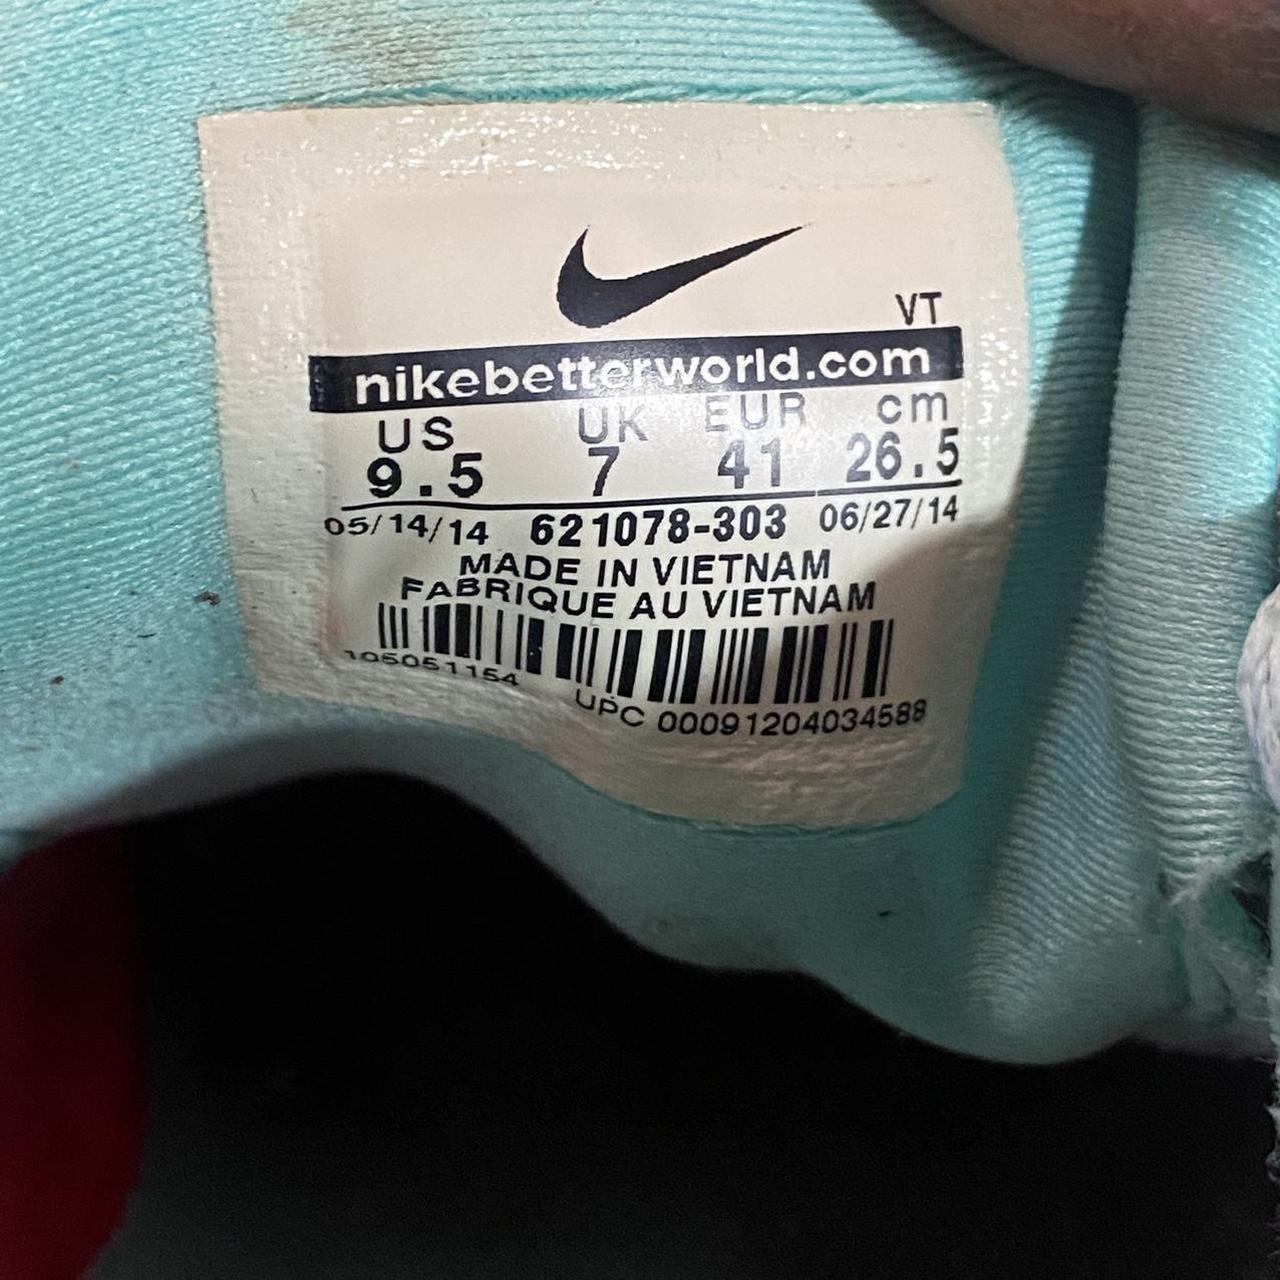 VT
nikebetterworld.com
US UK EUR cm
9.5 7 41 26.5
05/14/14 621078-303 06/27/14
MADE IN VIETNAM
FABRIQUE AU VIETNAM
105051154
UPC 00091204034588